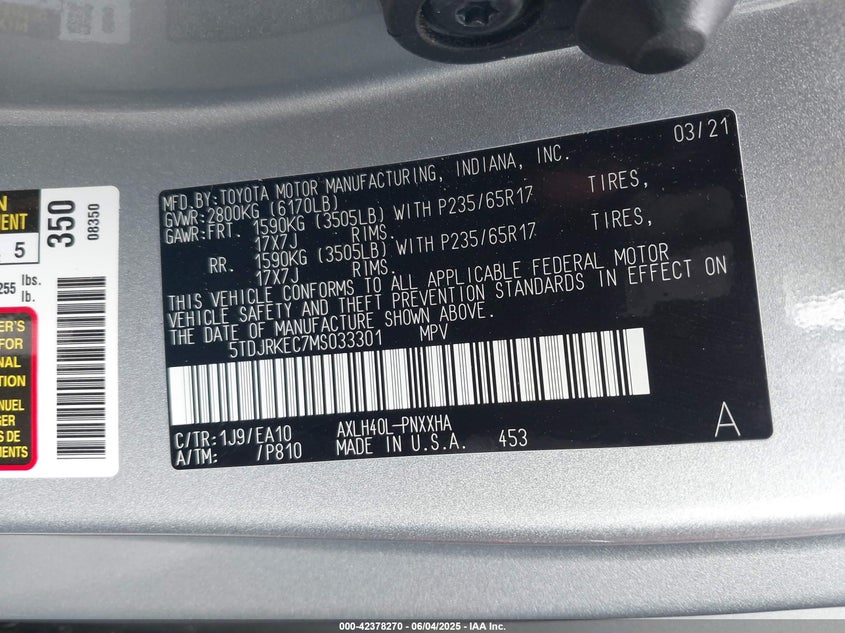 03/21
MFD.BY:TOYOTA MOTOR MANUFACTURING, INDIANA, INC.
GVWR:2800KG (6170LB)
GAWR:FRT. 1590KG (3505LB) WITH P235/65R17 TIRES,
17X7J RIMS.
RR. 1590KG (3505LB) WITH P235/65R17 TIRES,
17X7J RIMS.
THIS VEHICLE CONFORMS TO ALL APPLICABLE FEDERAL MOTOR
VEHICLE SAFETY AND THEFT PREVENTION STANDARDS IN EFFECT ON
THE DATE OF MANUFACTURE SHOWN ABOVE.
5TDJRKEC7MS033301 MPV
C/TR:1J9/EA10 AXLH40L-PNXXHA
A/TM: /P810 MADE IN U.S.A. 453
A
5
350
08350
255 lbs.
lb.
000-42378270 - 06/04/2025 - IAA Inc.